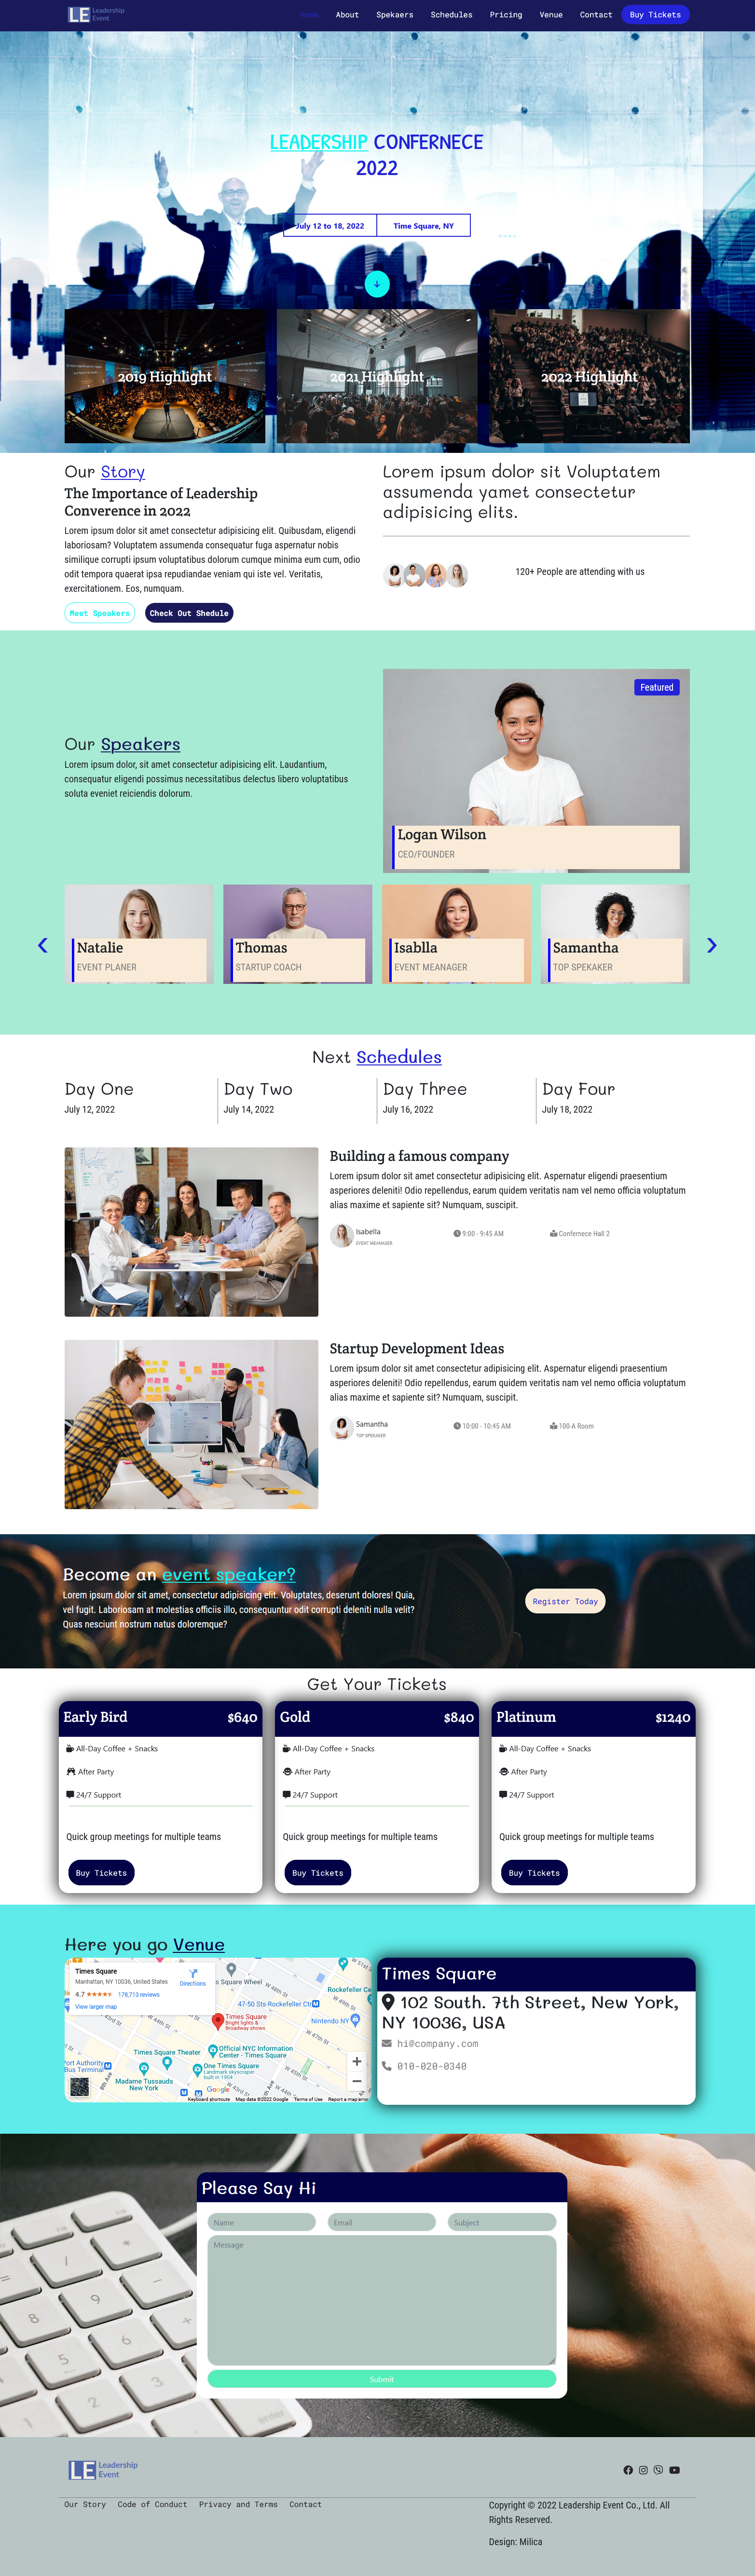 LE Leadership
Event
Home About Spekaers Schedules Pricing Venue Contact Buy Tickets
LEADERSHIP CONFERNECE
2022
July 12 to 18, 2022 Time Square, NY
2019 Highlight 2021 Highlight 2022 Highlight
Our Story
The Importance of Leadership
Converence in 2022
Lorem ipsum dolor sit amet consectetur adipisicing elit. Quibusdam, eligendi
laboriosam? Voluptatem assumenda consequatur fuga aspernatur nobis
similique corrupti ipsum voluptatibus dolorum cumque minima eum cum, odio
odit tempora quaerat ipsa repudiandae veniam qui iste vel. Veritatis,
exercitationem. Eos, numquam.
Meet Speakers Check Out Shedule
Lorem ipsum dolor sit Voluptatem
assumenda yamet consectetur
adipisicing elits.
120+ People are attending with us
Our Speakers
Lorem ipsum dolor, sit amet consectetur adipisicing elit. Laudantium,
consequatur eligendi possimus necessitatibus delectus libero voluptatibus
soluta eveniet reiciendis dolorum.
Featured
Logan Wilson
CEO/FOUNDER
Natalie
EVENT PLANER
Thomas
STARTUP COACH
Isablla
EVENT MEANAGER
Samantha
TOP SPEKAKER
Next Schedules
Day One
July 12, 2022
Day Two
July 14, 2022
Day Three
July 16, 2022
Day Four
July 18, 2022
Building a famous company
Lorem ipsum dolor sit amet consectetur adipisicing elit. Aspernatur eligendi praesentium
asperiores deleniti! Odio repellendus, earum quidem veritatis nam vel nemo officia voluptatum
alias maxime et sapiente sit? Numquam, suscipit.
Isabella
EVENT MEANAGER
9:00 - 9:45 AM
Confernece Hall 2
Startup Development Ideas
Lorem ipsum dolor sit amet consectetur adipisicing elit. Aspernatur eligendi praesentium
asperiores deleniti! Odio repellendus, earum quidem veritatis nam vel nemo officia voluptatum
alias maxime et sapiente sit? Numquam, suscipit.
Samantha
TOP SPEKAKER
10:00 - 10:45 AM
100-A Room
Become an event speaker?
Lorem ipsum dolor sit amet, consectetur adipisicing elit. Voluptates, deserunt dolores! Quia,
vel fugit. Laboriosam at molestias officiis illo, consequuntur odit corrupti deleniti nulla velit?
Quas nesciunt nostrum natus doloremque?
Register Today
Get Your Tickets
Early Bird $640
All-Day Coffee + Snacks
After Party
24/7 Support
Quick group meetings for multiple teams
Buy Tickets
Gold $840
All-Day Coffee + Snacks
After Party
24/7 Support
Quick group meetings for multiple teams
Buy Tickets
Platinum $1240
All-Day Coffee + Snacks
After Party
24/7 Support
Quick group meetings for multiple teams
Buy Tickets
Here you go Venue
Times Square
Manhattan, NY 10036, United States
4.7 178,713 reviews
View larger map
Directions
s Square Wheel
Rockefeller Ce
47-50 Sts-Rockefeller Ctr
Nintendo NY
Times Square
Bright lights &
Broadway shows
Times Square Theater
Official NYC Information
Center - Times Square
Port Authority
Bus Terminal
One Times Square
Landmark skyscraper
built in 1904
Madame Tussauds
New York
Google
Keyboard shortcuts Map data ©2022 Google Terms of Use Report a map error
Times Square
102 South. 7th Street, New York,
NY 10036, USA
hi@company.com
010-020-0340
Please Say Hi
Name Email Subject
Message
Submit
LE Leadership
Event
Our Story Code of Conduct Privacy and Terms Contact
Copyright © 2022 Leadership Event Co., Ltd. All
Rights Reserved.
Design: Milica